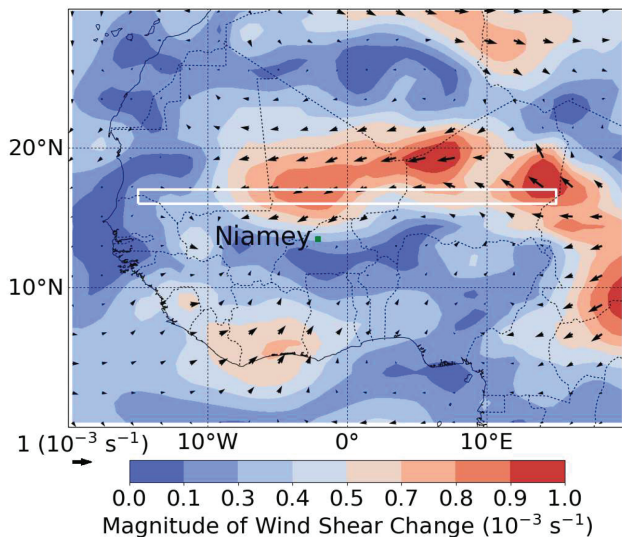 20°N
Niamey
10°N
1 (10⁻³ s⁻¹) 10°W 0° 10°E
0.0 0.1 0.3 0.4 0.5 0.7 0.8 0.9 1.0
Magnitude of Wind Shear Change (10⁻³ s⁻¹)